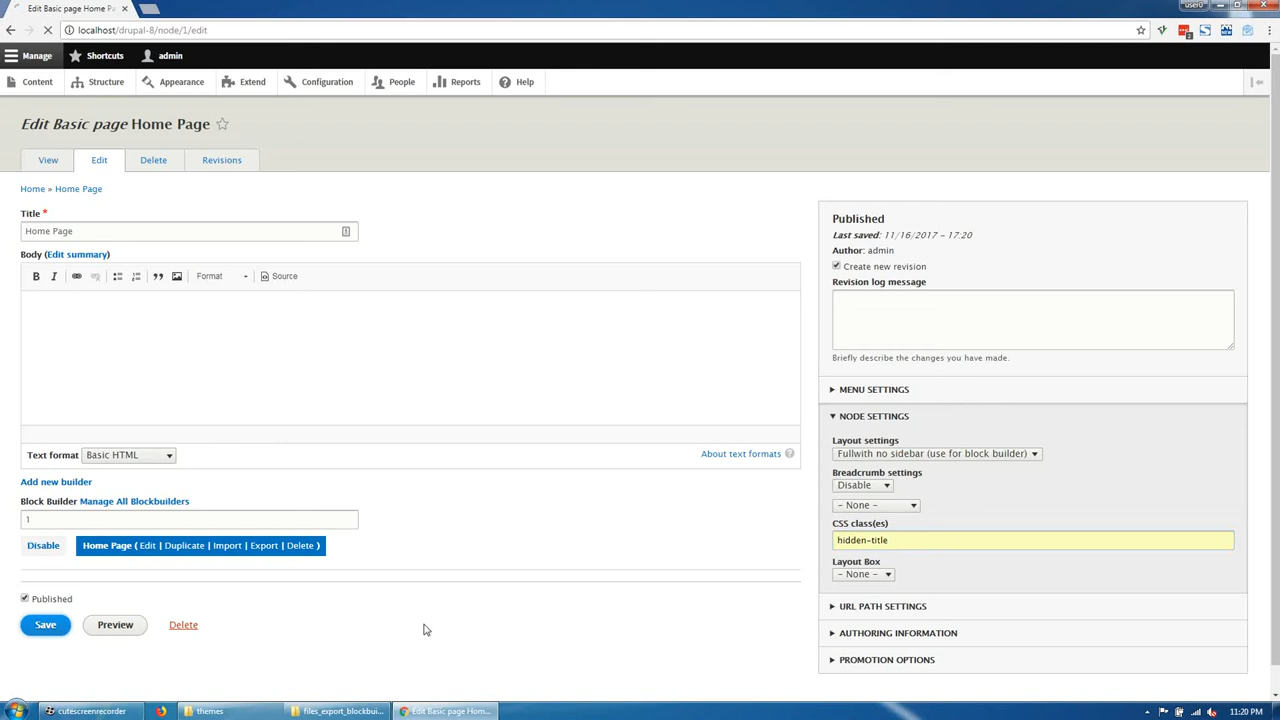 Edit Basic page Home Pa
user0
localhost/drupal-8/node/1/edit
Manage Shortcuts admin
Content Structure Appearance Extend Configuration People Reports Help
Edit Basic page Home Page
View Edit Delete Revisions
Home » Home Page
Title *
Home Page
Body (Edit summary)
B I Format Source
Text format Basic HTML About text formats ?
Add new builder
Block Builder Manage All Blockbuilders
1
Disable Home Page ( Edit | Duplicate | Import | Export | Delete )
Published
Save Preview Delete
Published
Last saved: 11/16/2017 - 17:20
Author: admin
Create new revision
Revision log message
Briefly describe the changes you have made.
MENU SETTINGS
NODE SETTINGS
Layout settings
Fullwith no sidebar (use for block builder)
Breadcrumb settings
Disable
- None -
CSS class(es)
hidden-title
Layout Box
- None -
URL PATH SETTINGS
AUTHORING INFORMATION
PROMOTION OPTIONS
cutescreenrecorder themes files_export_blockbui... Edit Basic page Hom... 11:20 PM